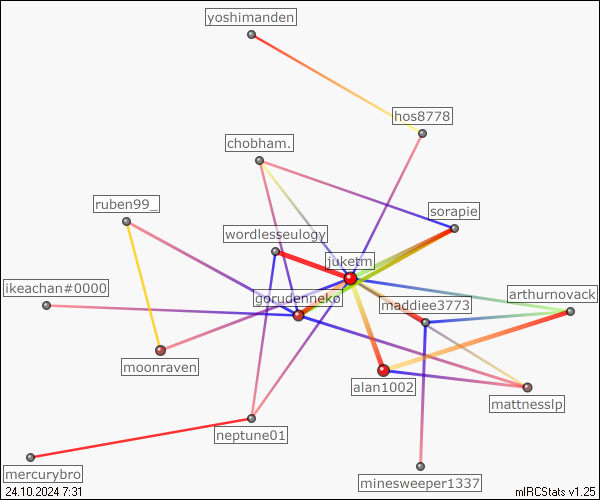 yoshimanden
hos8778
chobham.
ruben99_
sorapie
wordlesseulogy
juketm
ikeachan#0000
gorudenneko
maddiee3773
arthurnovack
moonraven
alan1002
mattnesslp
neptune01
mercurybro
minesweeper1337
24.10.2024 7:31
mIRCStats v1.25